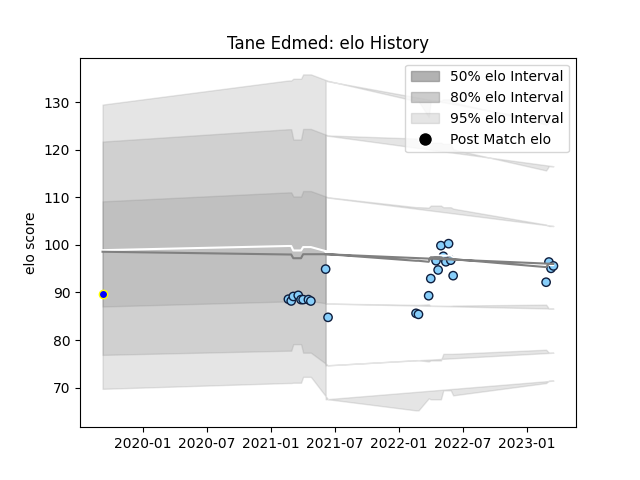 Tane Edmed: elo History
50% elo Interval
80% elo Interval
95% elo Interval
Post Match elo
elo score
130
120
110
100
90
80
70
2020-01 2020-07 2021-01 2021-07 2022-01 2022-07 2023-01